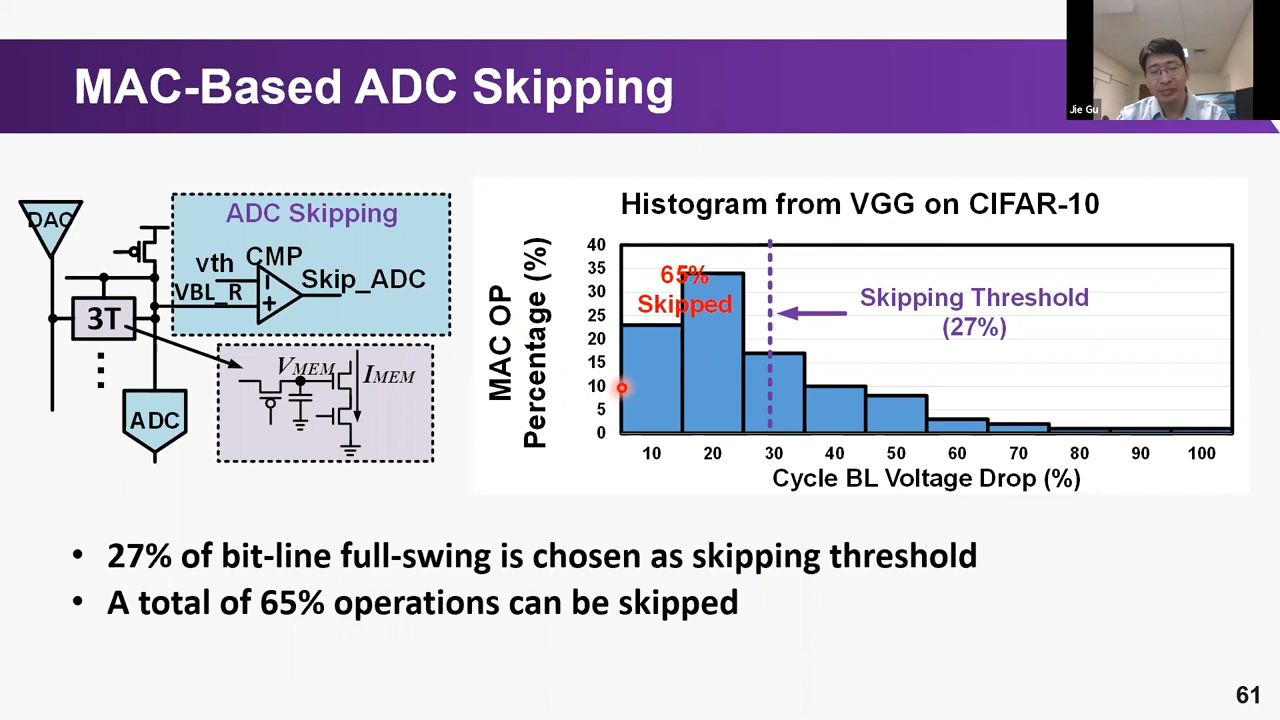 MAC-Based ADC Skipping
Jie Gu
DAC
ADC Skipping
vth
CMP
Skip_ADC
VBL_R
3T
VMEM
IMEM
ADC
Histogram from VGG on CIFAR-10
MAC OP
Percentage (%)
40
35
30
25
20
15
10
5
0
65%
Skipped
Skipping Threshold
(27%)
10 20 30 40 50 60 70 80 90 100
Cycle BL Voltage Drop (%)
• 27% of bit-line full-swing is chosen as skipping threshold
• A total of 65% operations can be skipped
61